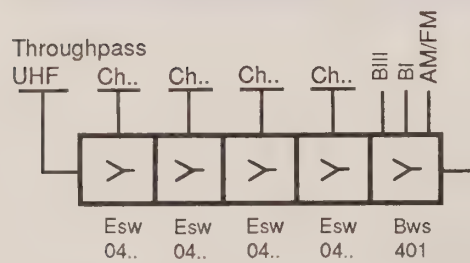 Throughpass
UHF Ch.. Ch.. Ch.. Ch.. BIII BI AM/FM
Esw Esw Esw Esw Bws
04.. 04.. 04.. 04.. 401